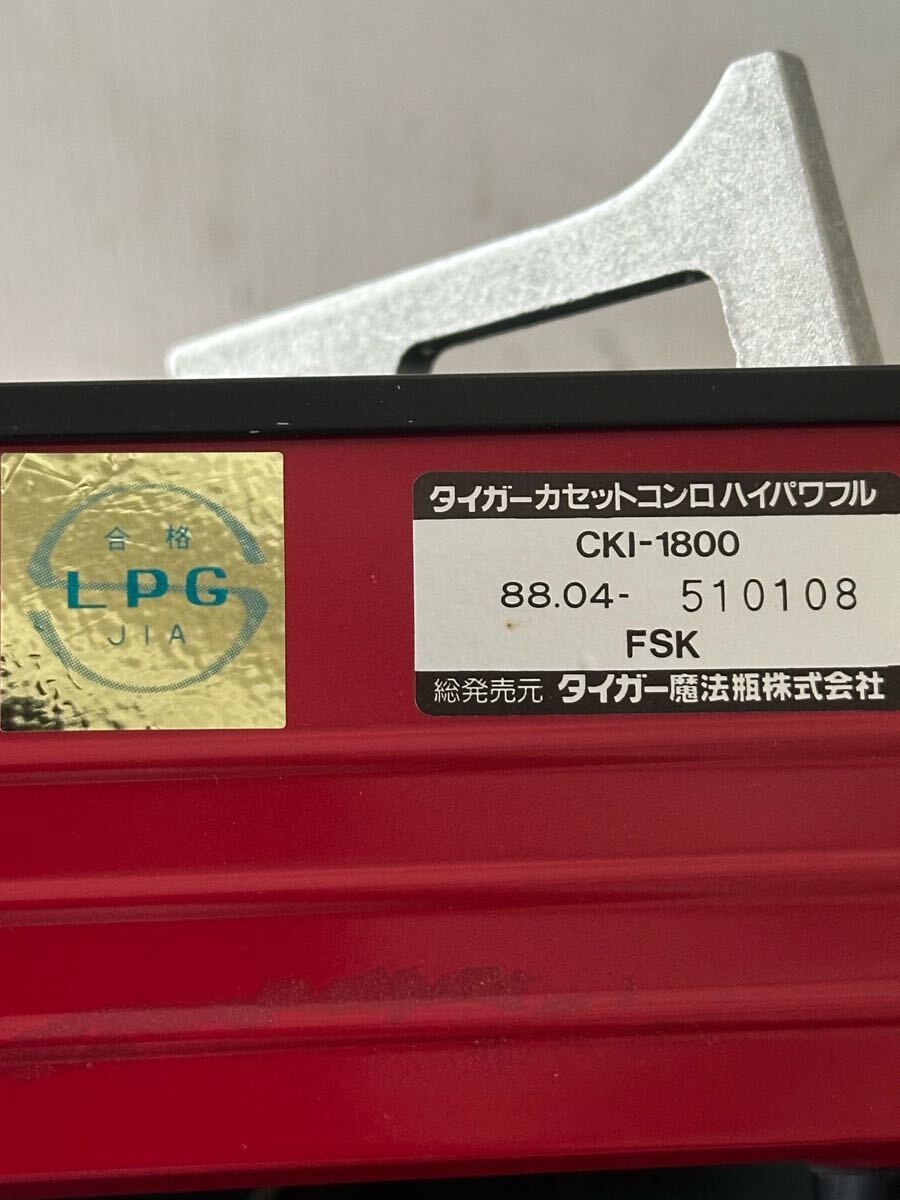 合格
LPG
JIA
タイガーカセットコンロハイパワフル
CKI-1800
88.04- 510108
FSK
総発売元 タイガー魔法瓶株式会社